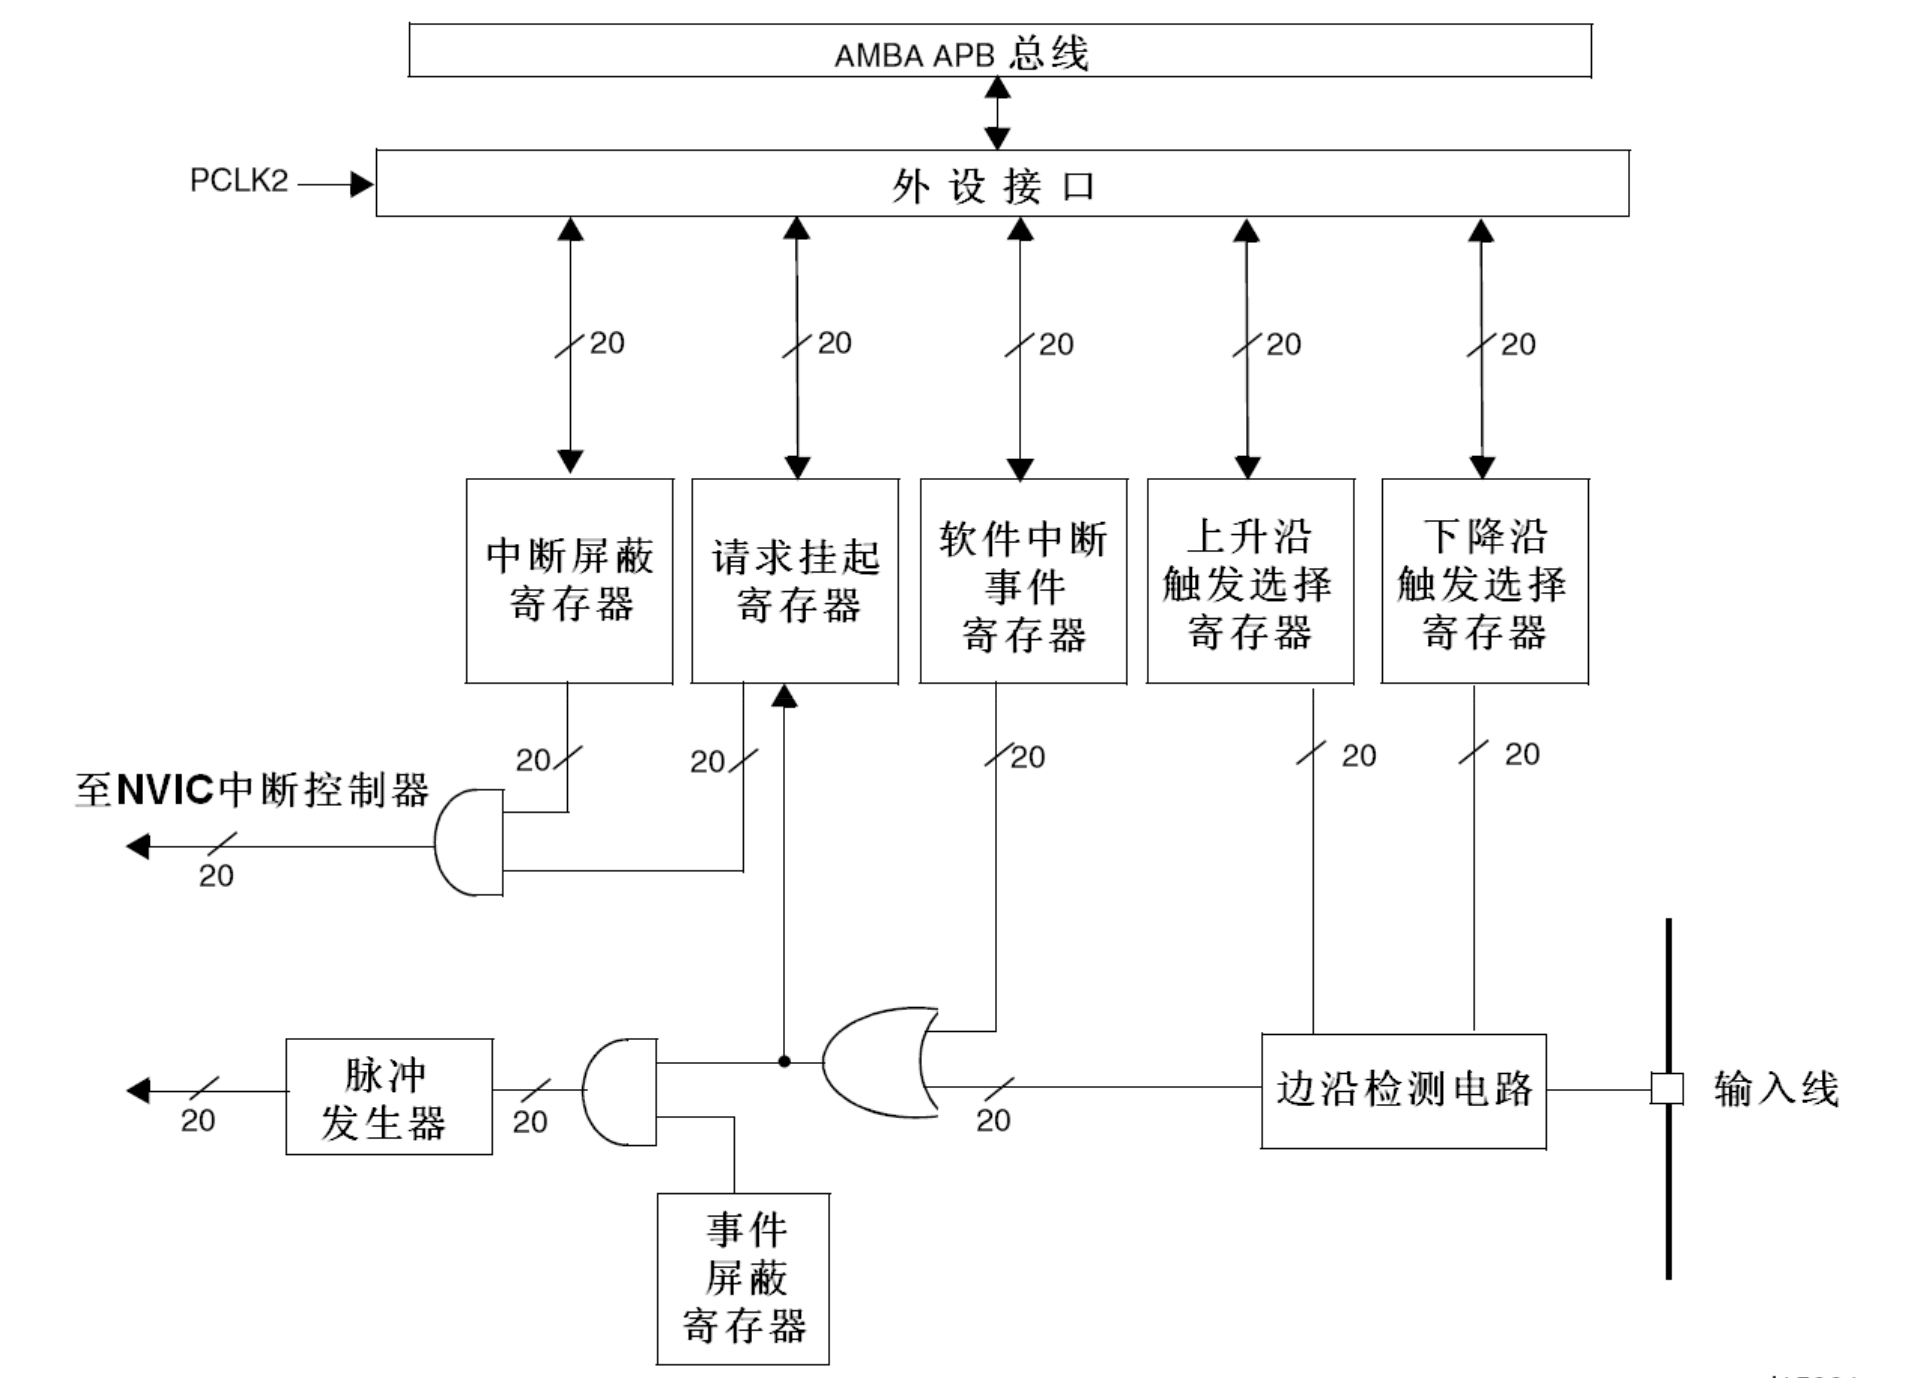 AMBA APB 总线
PCLK2
外设接口
20
20
20
20
20
中断屏蔽
寄存器
请求挂起
寄存器
软件中断
事件
寄存器
上升沿
触发选择
寄存器
下降沿
触发选择
寄存器
20
20
20
20
20
至NVIC中断控制器
20
脉冲
发生器
20
20
20
边沿检测电路
输入线
事件
屏蔽
寄存器